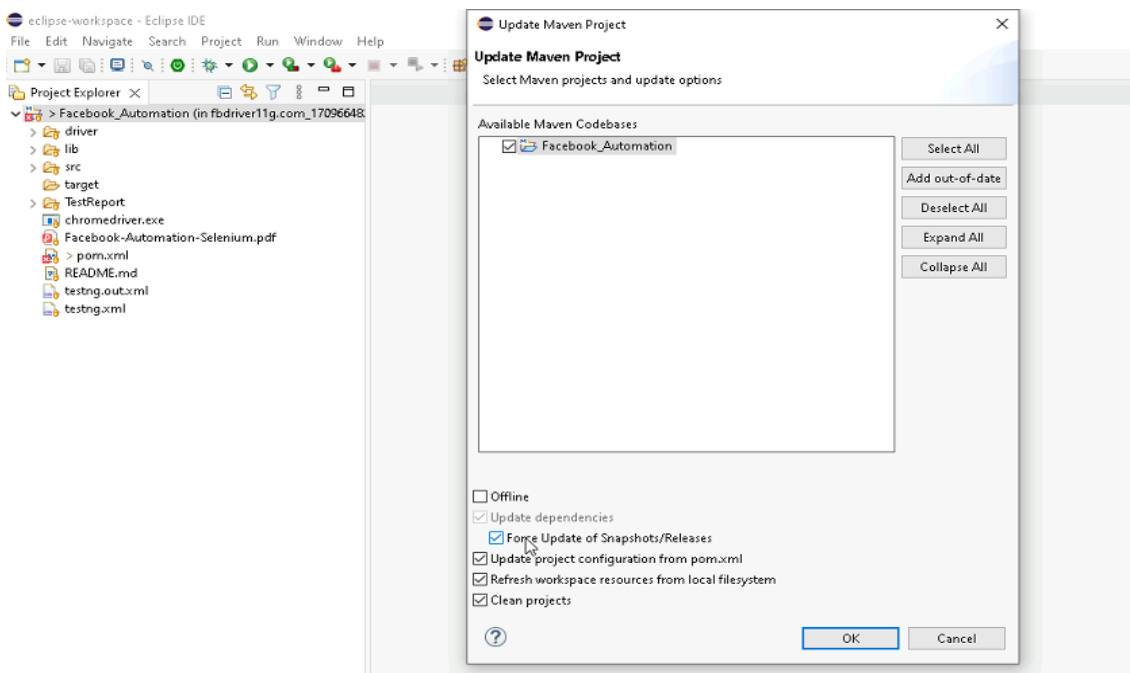 eclipse-workspace - Eclipse IDE
File Edit Navigate Search Project Run Window Help
Project Explorer
> Facebook_Automation (in fbdriver11g.com_17096648
driver
lib
src
target
TestReport
chromedriver.exe
Facebook-Automation-Selenium.pdf
> pom.xml
README.md
testng.out.xml
testng.xml
Update Maven Project
Update Maven Project
Select Maven projects and update options
Available Maven Codebases
Facebook_Automation
Select All
Add out-of-date
Deselect All
Expand All
Collapse All
Offline
Update dependencies
Force Update of Snapshots/Releases
Update project configuration from pom.xml
Refresh workspace resources from local filesystem
Clean projects
OK
Cancel